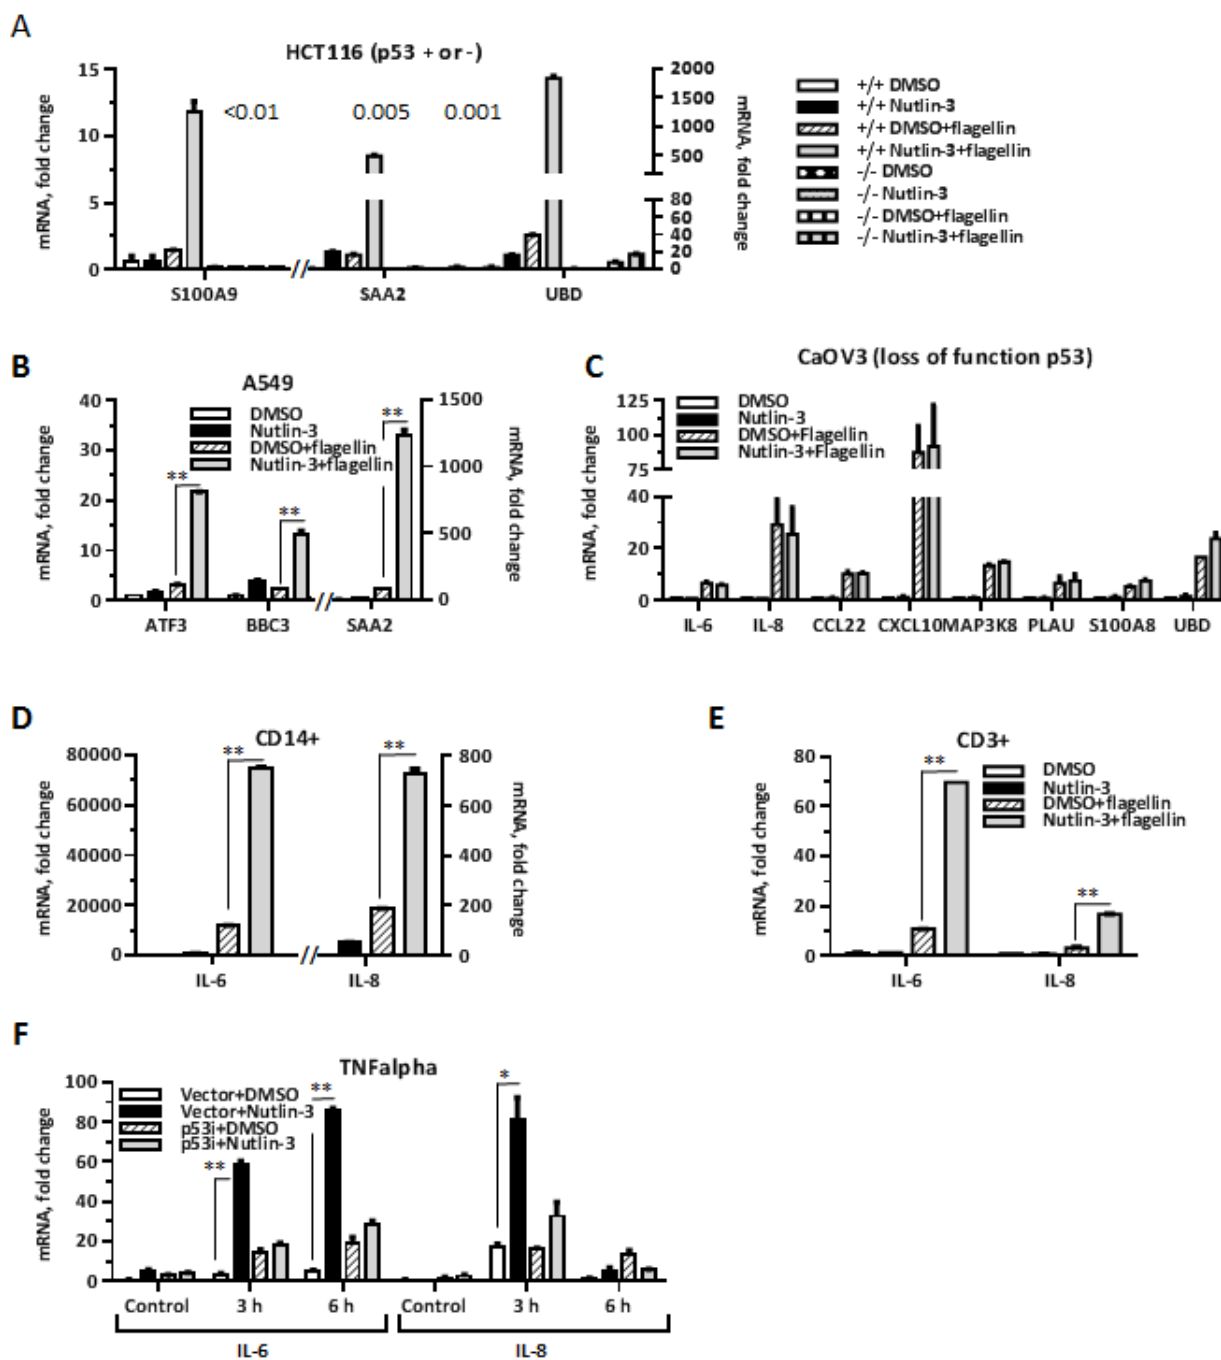 A
HCT116 (p53 + or -)
mRNA, fold change
15
10
5
0
<0.01
0.005
0.001
2000
1500
1000
500
80
40
20
0
mRNA, fold change
//
S100A9
SAA2
UBD
+/+ DMSO
+/+ Nutlin-3
+/+ DMSO+flagellin
+/+ Nutlin-3+flagellin
-/- DMSO
-/- Nutlin-3
-/- DMSO+flagellin
-/- Nutlin-3+flagellin
B
A549
mRNA, fold change
40
30
20
10
0
DMSO
Nutlin-3
DMSO+flagellin
Nutlin-3+flagellin
**
**
**
1500
1000
500
0
mRNA, fold change
//
ATF3
BBC3
SAA2
C
CaOV3 (loss of function p53)
mRNA, fold change
125
100
75
40
20
0
DMSO
Nutlin-3
DMSO+Flagellin
Nutlin-3+Flagellin
IL-6
IL-8
CCL22
CXCL10
MAP3K8
PLAU
S100A8
UBD
D
CD14+
mRNA, fold change
80000
60000
40000
20000
0
**
**
800
600
400
200
0
mRNA, fold change
//
IL-6
IL-8
E
CD3+
mRNA, fold change
80
60
40
20
0
**
**
DMSO
Nutlin-3
DMSO+flagellin
Nutlin-3+flagellin
IL-6
IL-8
F
TNFalpha
mRNA, fold change
100
80
60
40
20
0
Vector+DMSO
Vector+Nutlin-3
p53i+DMSO
p53i+Nutlin-3
**
**
*
Control
3 h
6 h
Control
3 h
6 h
IL-6
IL-8